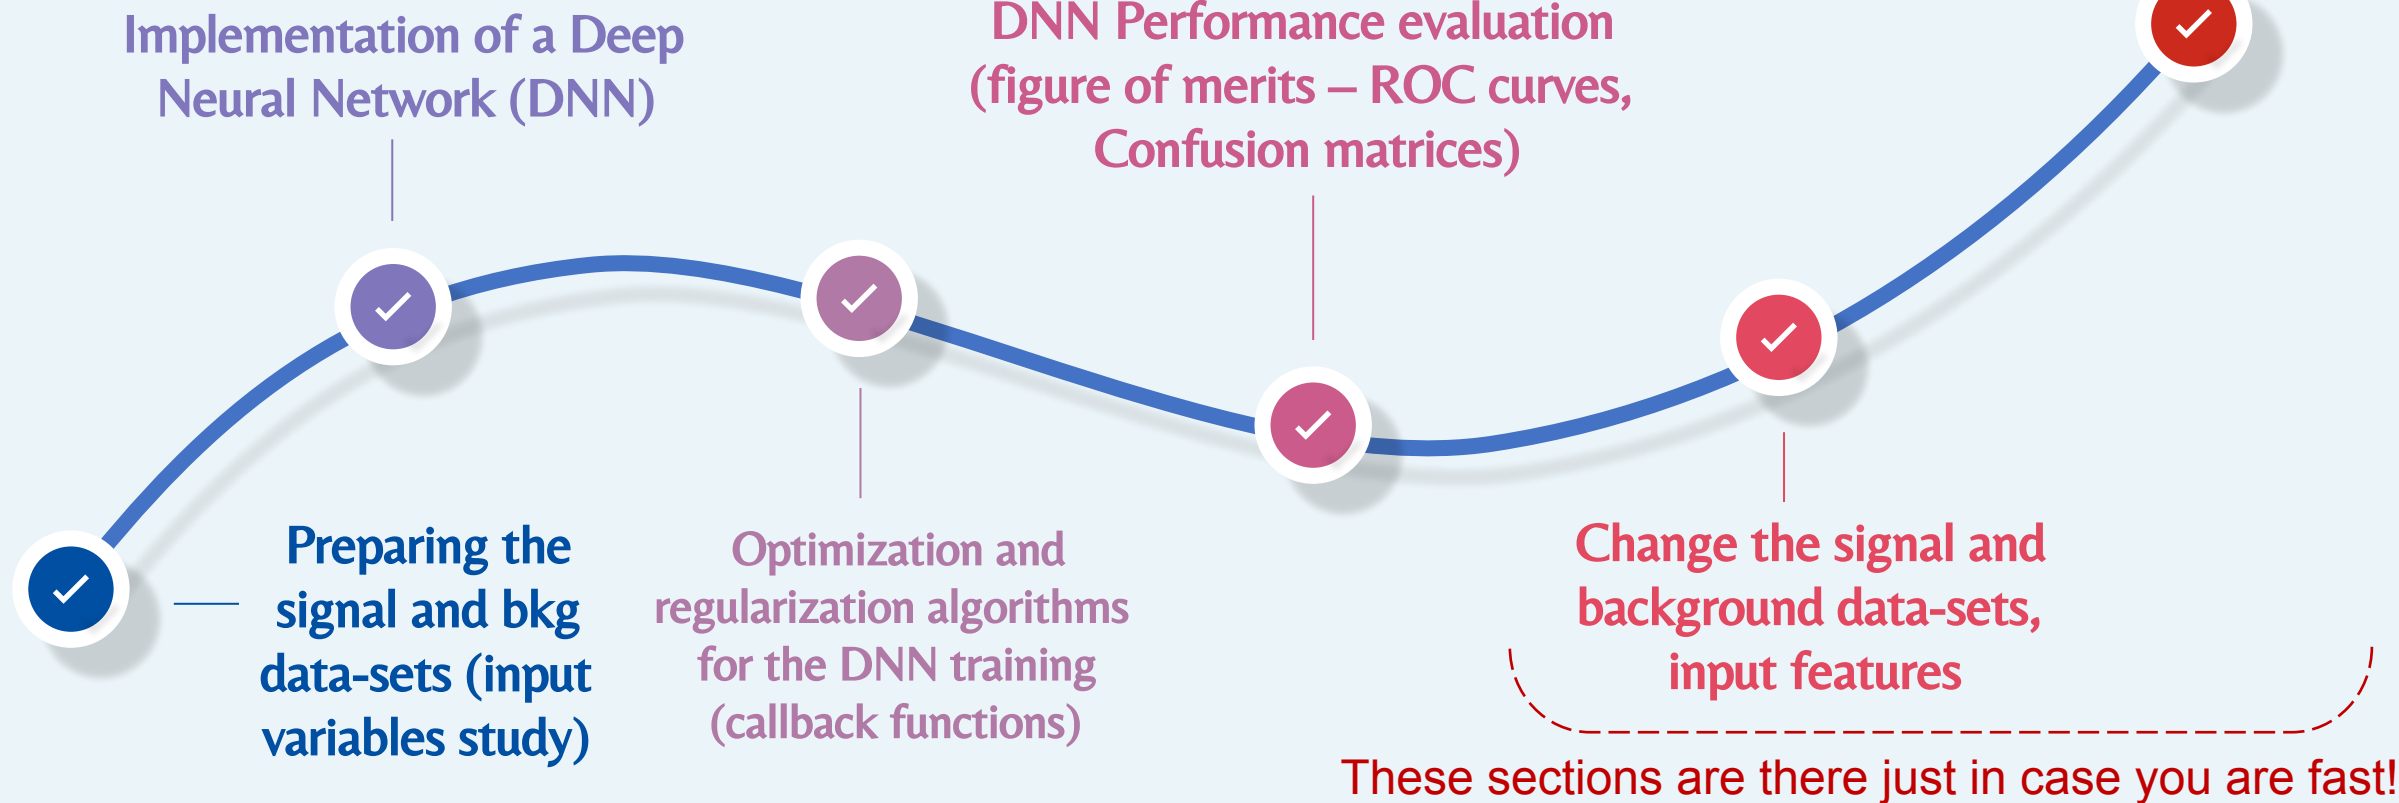 Implementation of a Deep
Neural Network (DNN)
DNN Performance evaluation
(figure of merits – ROC curves,
Confusion matrices)
Preparing the
signal and bkg
data-sets (input
variables study)
Optimization and
regularization algorithms
for the DNN training
(callback functions)
Change the signal and
background data-sets,
input features
These sections are there just in case you are fast!